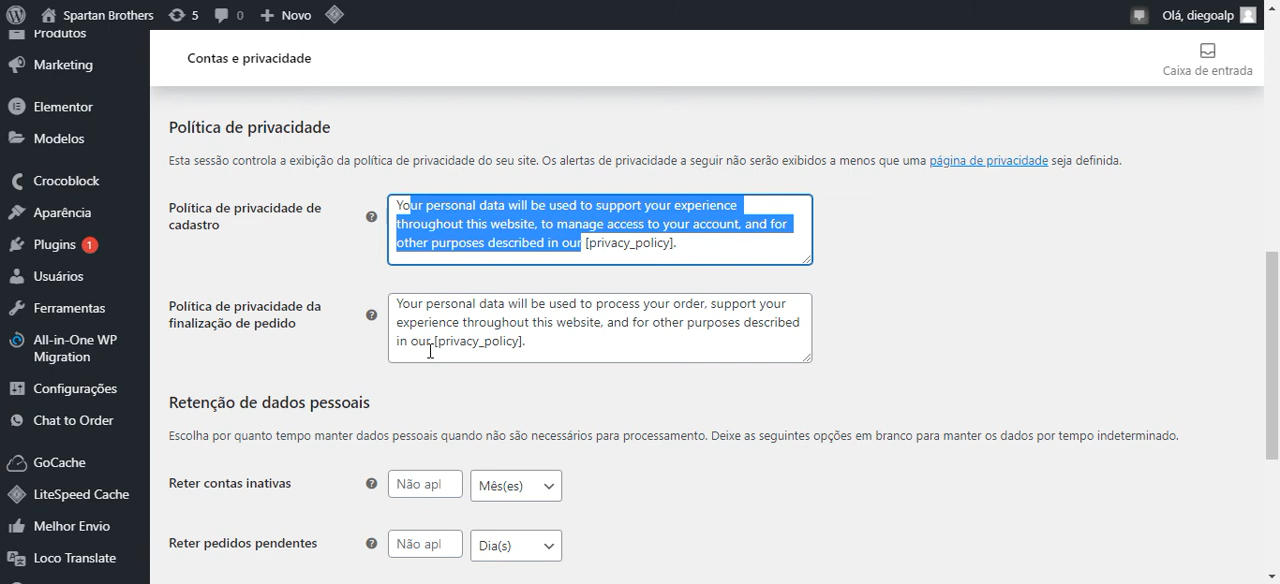 Spartan Brothers 5 0 Novo Olá, diegoalp
Produtos
Marketing
Elementor
Modelos
Crocoblock
Aparência
Plugins 1
Usuários
Ferramentas
All-in-One WP
Migration
Configurações
Chat to Order
GoCache
LiteSpeed Cache
Melhor Envio
Loco Translate
Contas e privacidade
Caixa de entrada
Política de privacidade
Esta sessão controla a exibição da política de privacidade do seu site. Os alertas de privacidade a seguir não serão exibidos a menos que uma página de privacidade seja definida.
Política de privacidade de
cadastro
Your personal data will be used to support your experience
throughout this website, to manage access to your account, and for
other purposes described in our [privacy_policy].
Política de privacidade da
finalização de pedido
Your personal data will be used to process your order, support your
experience throughout this website, and for other purposes described
in our [privacy_policy].
Retenção de dados pessoais
Escolha por quanto tempo manter dados pessoais quando não são necessários para processamento. Deixe as seguintes opções em branco para manter os dados por tempo indeterminado.
Reter contas inativas
Não apl Mês(es)
Reter pedidos pendentes
Não apl Dia(s)